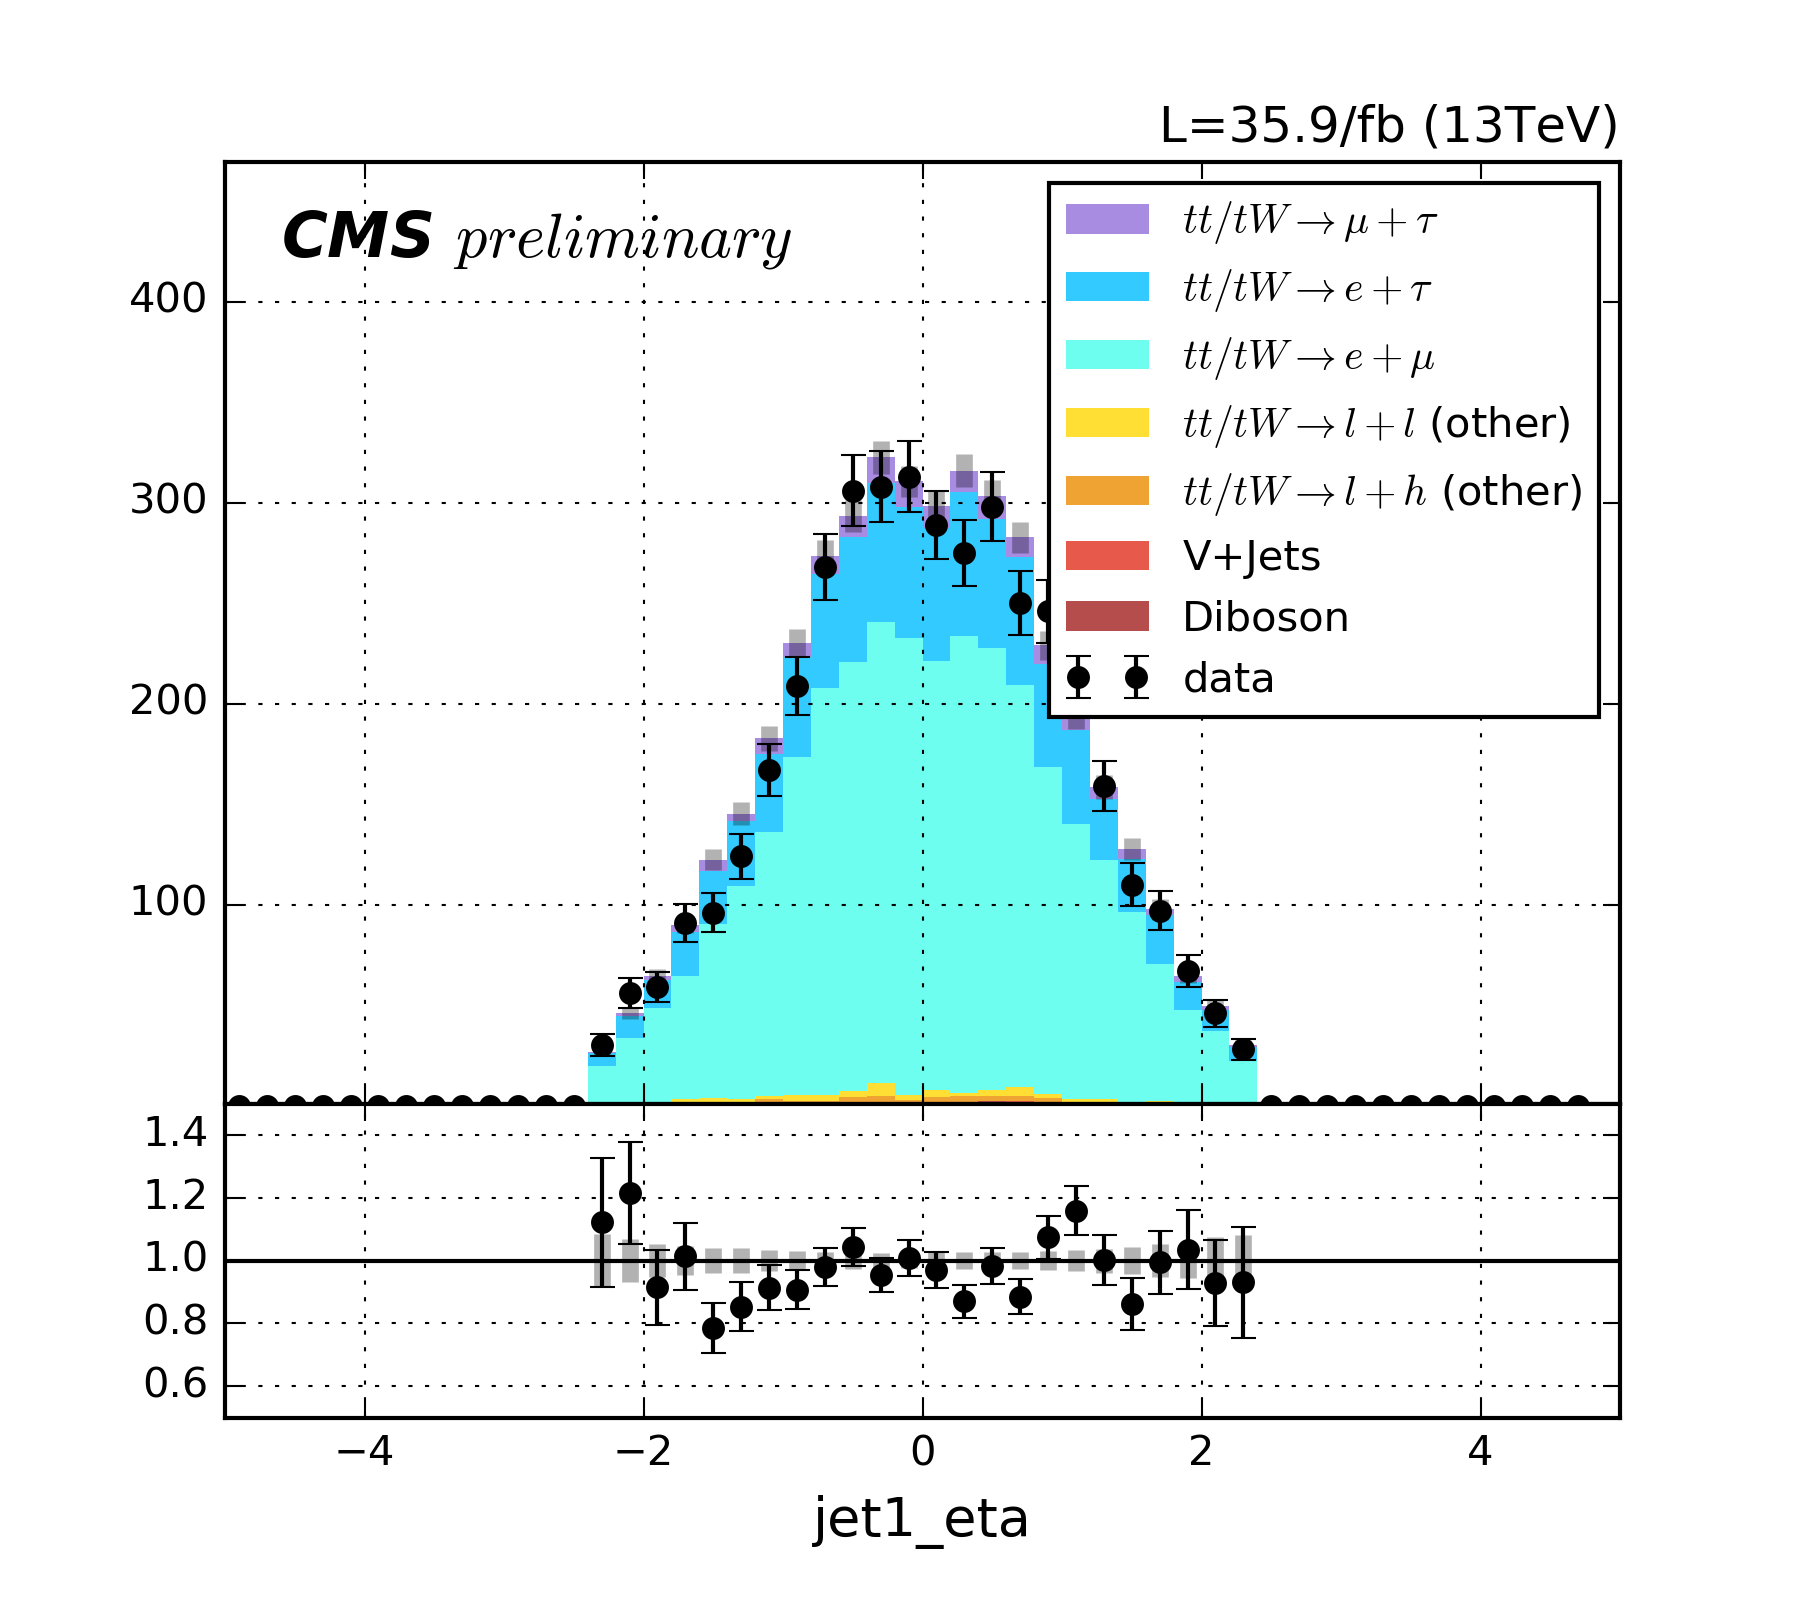 L=35.9/fb (13TeV)
CMS preliminary
tt/tW→μ+τ
tt/tW→e+τ
tt/tW→e+μ
tt/tW→l+l (other)
tt/tW→l+h (other)
V+Jets
Diboson
data
400
300
200
100
1.4
1.2
1.0
0.8
0.6
−4 −2 0 2 4
jet1_eta